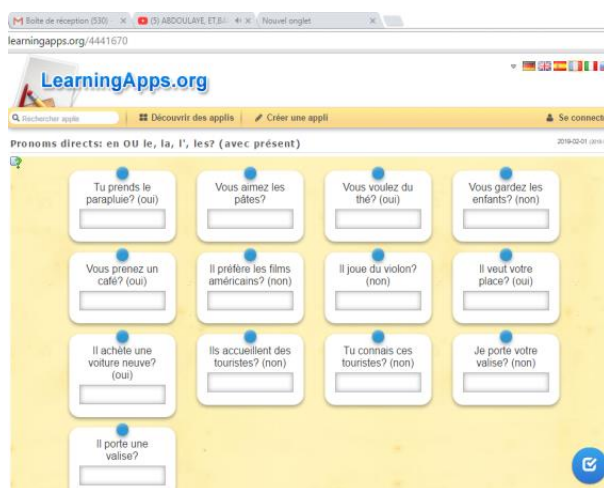 Boîte de réception (530)
(5) ABDOULAYE, ET,BA
Nouvel onglet
learningapps.org/4441670
LearningApps.org
Rechercher applie
Découvrir des applis
Créer une appli
Se connecte
Pronoms directs: en OU le, la, l', les? (avec présent)
Tu prends le
parapluie? (oui)
Vous aimez les
pâtes?
Vous voulez du
thé? (oui)
Vous gardez les
enfants? (non)
Vous prenez un
café? (oui)
Il préfère les films
américains? (non)
Il joue du violon?
(non)
Il veut votre
place? (oui)
Il achète une
voiture neuve?
(oui)
Ils accueillent des
touristes? (non)
Tu connais ces
touristes? (non)
Je porte votre
valise? (non)
Il porte une
valise?